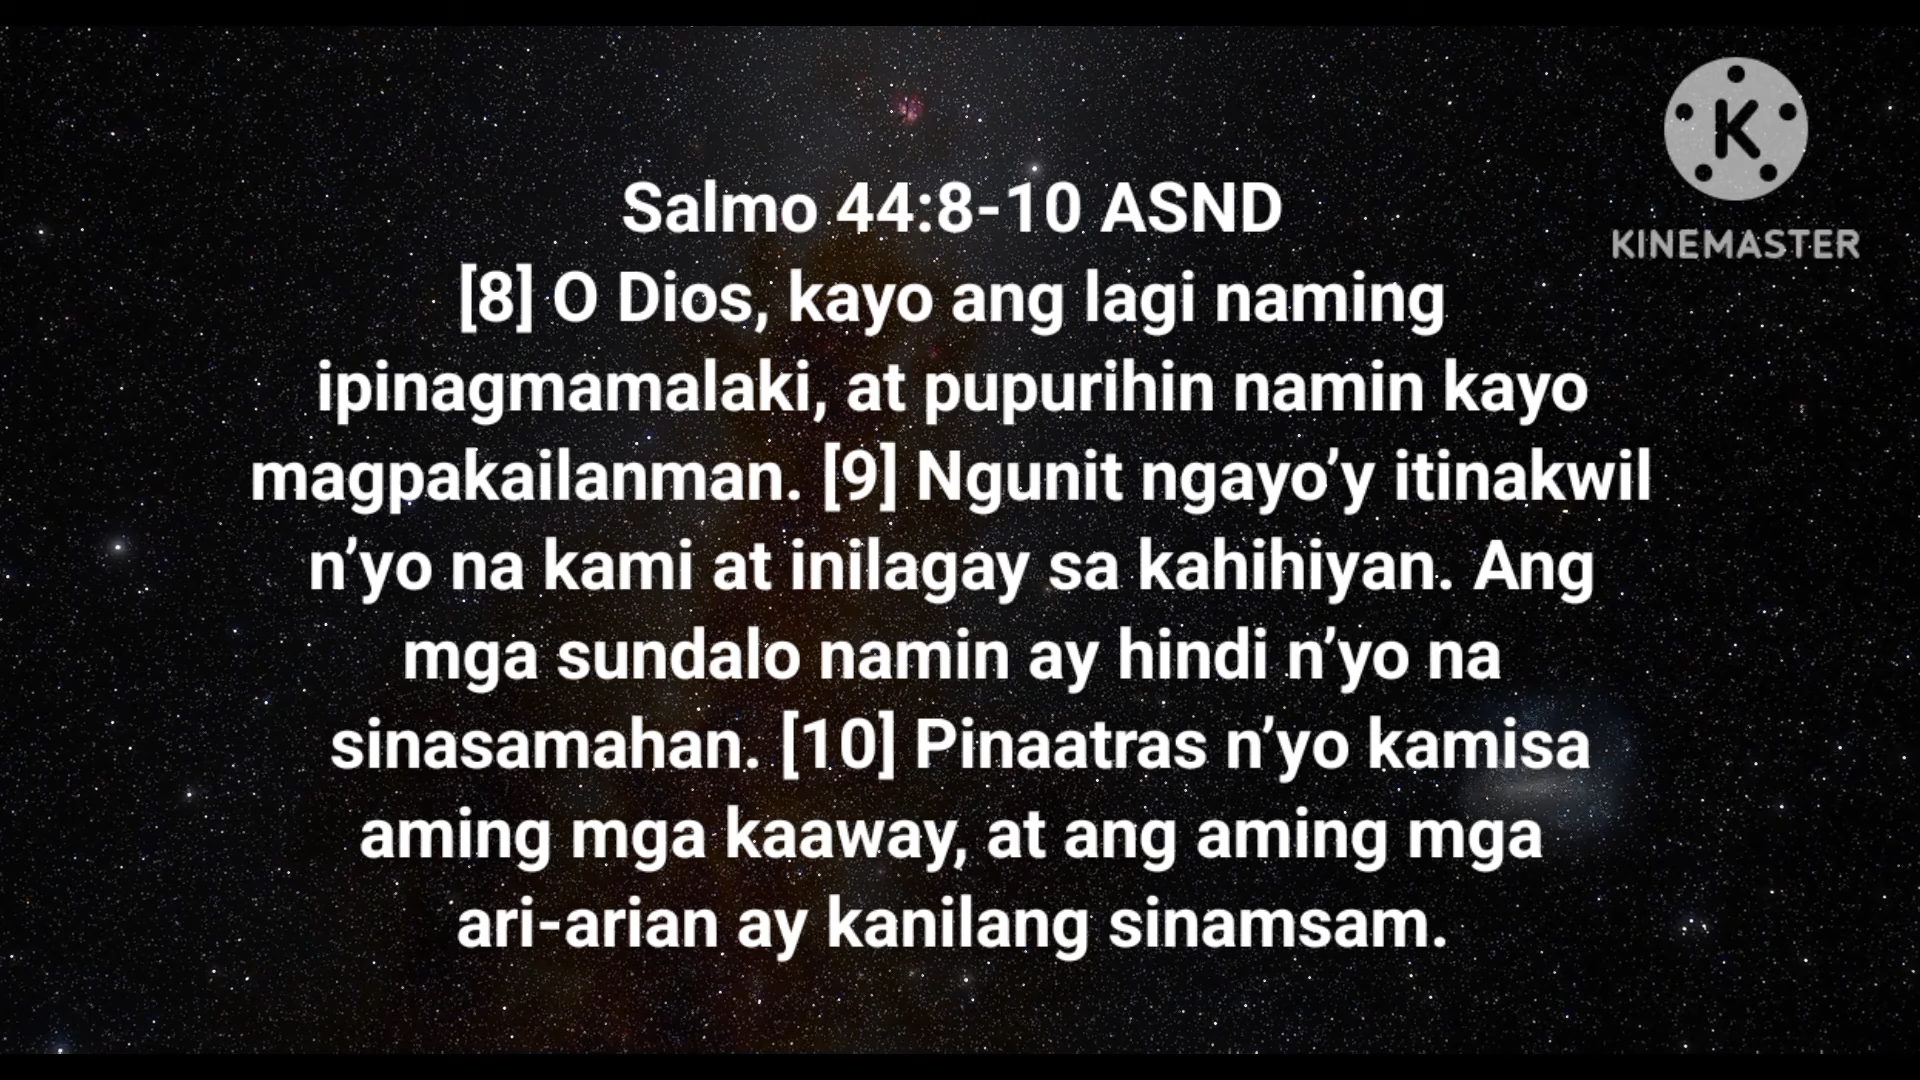 Salmo 44:8-10 ASND
[8] O Dios, kayo ang lagi naming
ipinagmamalaki, at pupurihin namin kayo
magpakailanman. [9] Ngunit ngayo’y itinakwil
n’yo na kami at inilagay sa kahihiyan. Ang
mga sundalo namin ay hindi n’yo na
sinasamahan. [10] Pinaatras n’yo kamisa
aming mga kaaway, at ang aming mga
ari-arian ay kanilang sinamsam.
K
KINEMASTER